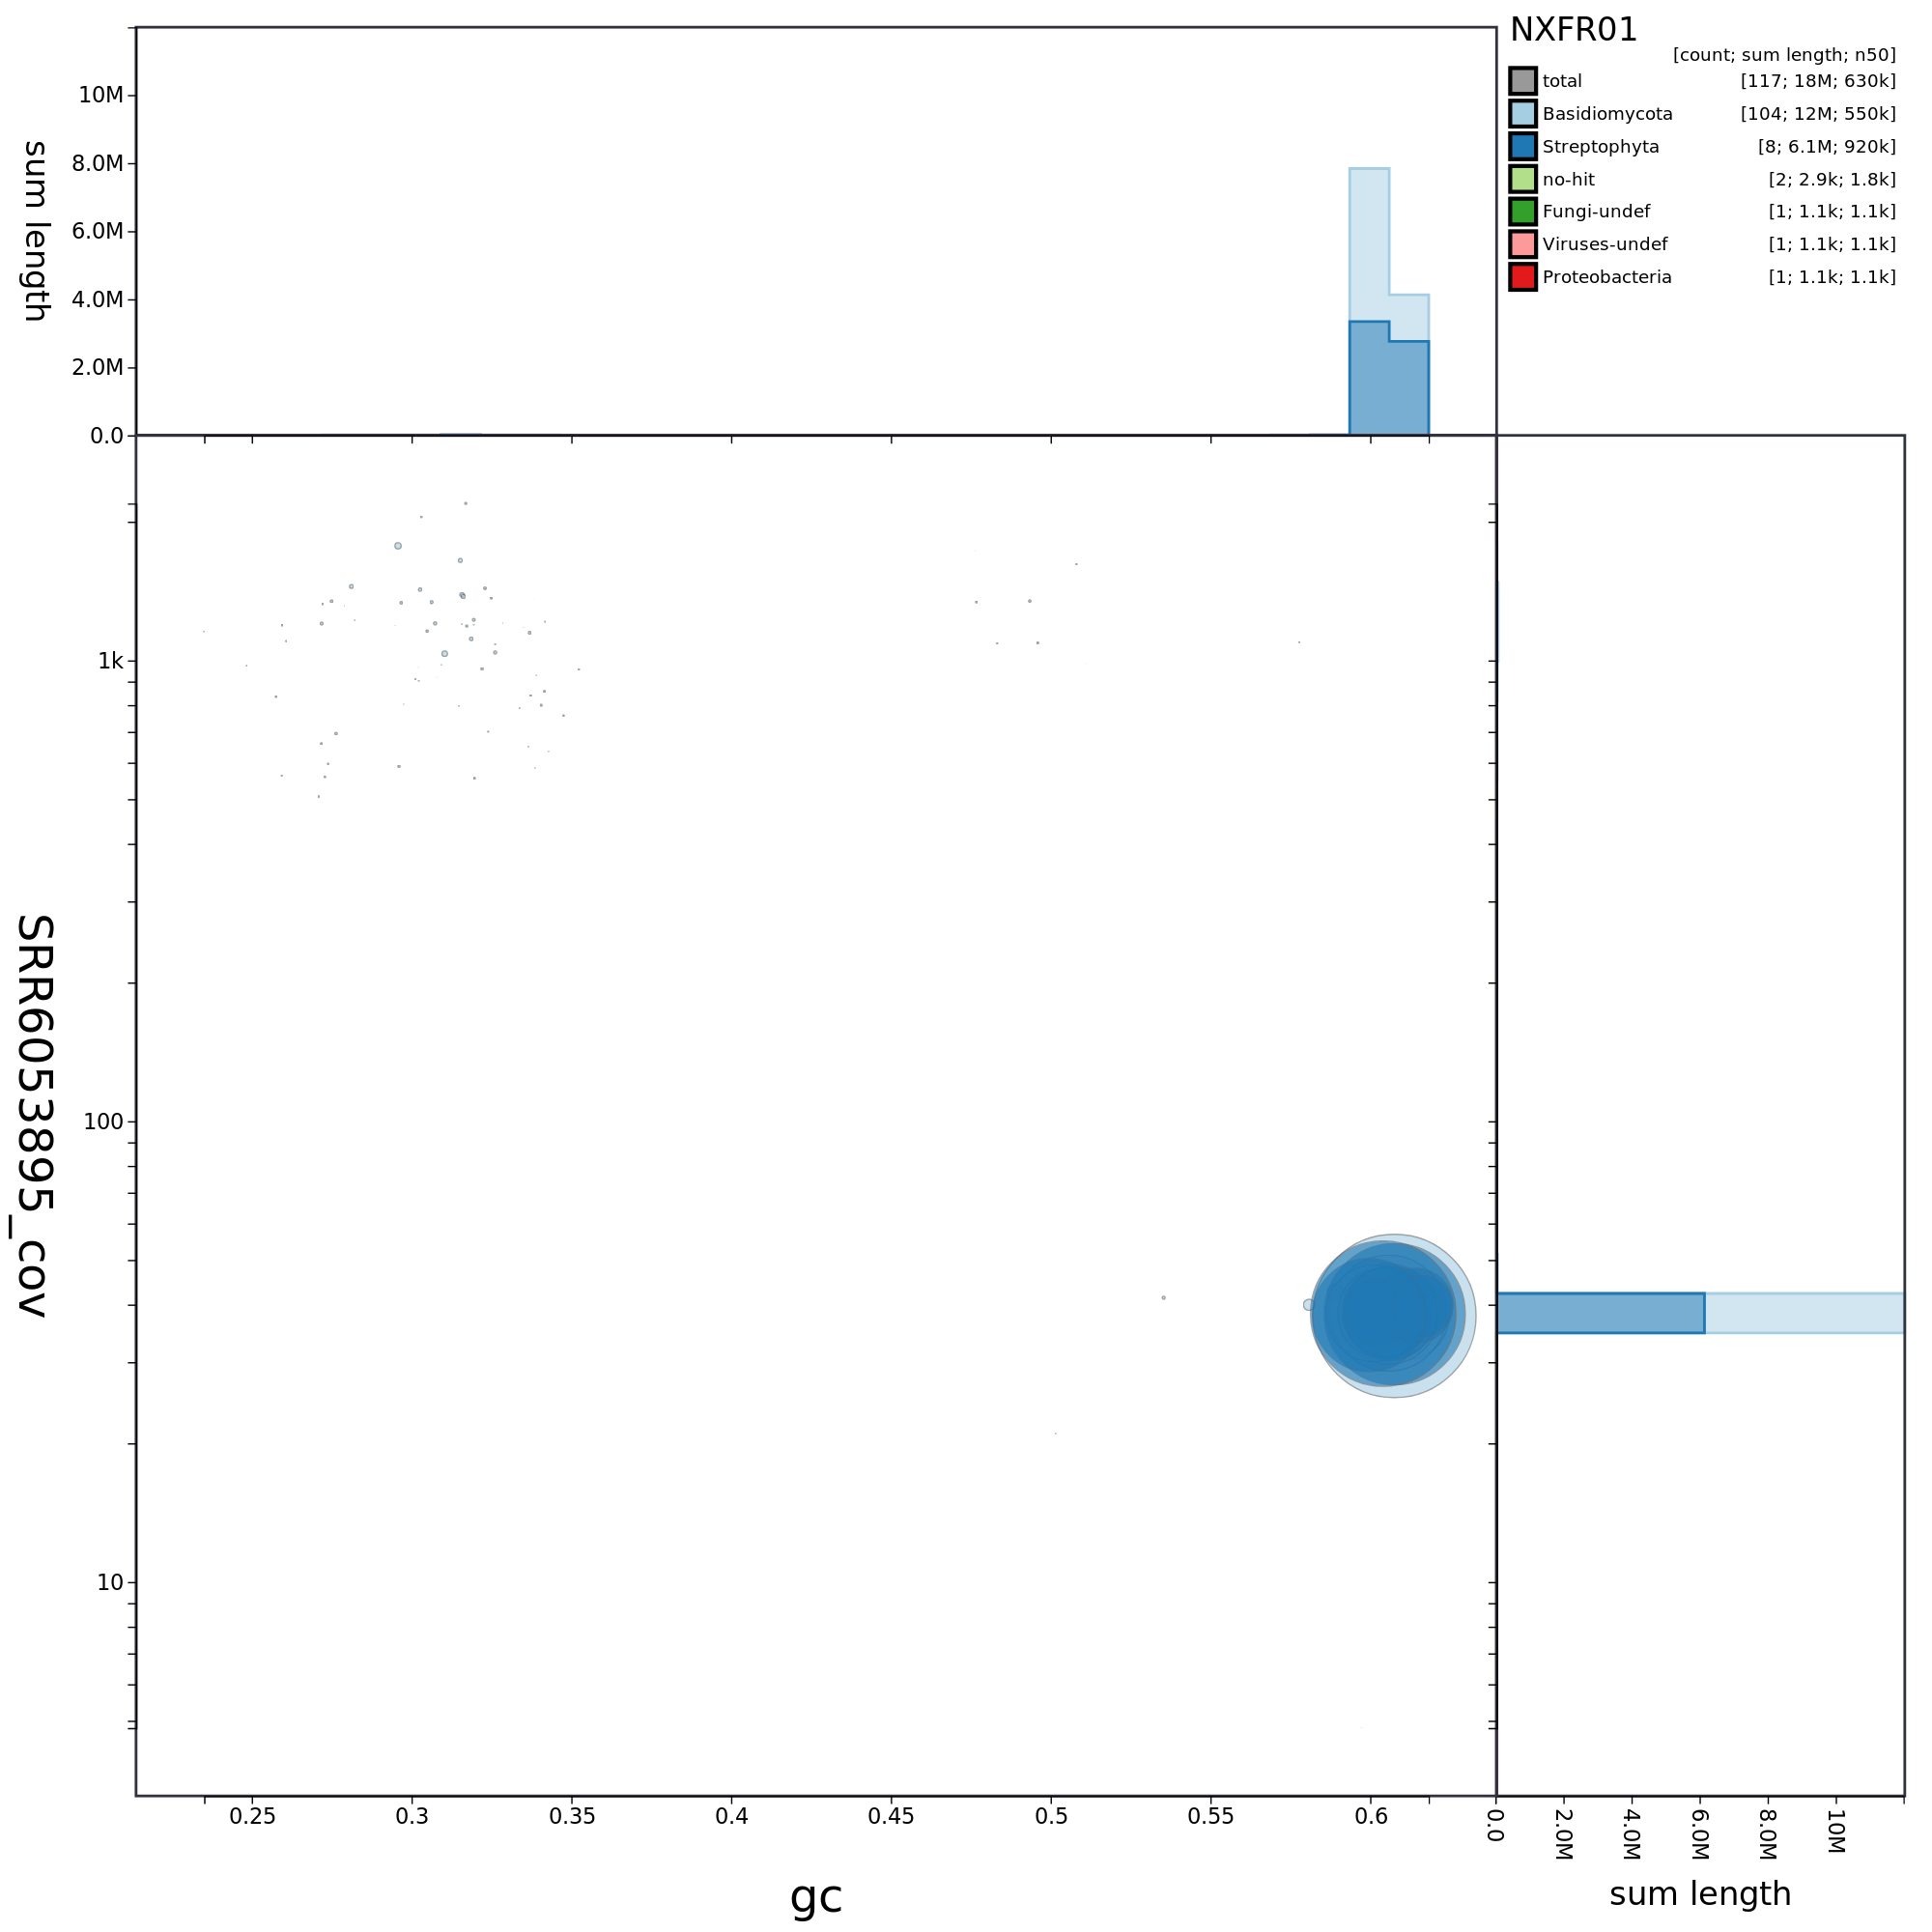 NXFR01
[count; sum length; n50]
total [117; 18M; 630k]
Basidiomycota [104; 12M; 550k]
Streptophyta [8; 6.1M; 920k]
no-hit [2; 2.9k; 1.8k]
Fungi-undef [1; 1.1k; 1.1k]
Viruses-undef [1; 1.1k; 1.1k]
Proteobacteria [1; 1.1k; 1.1k]
sum length
10M
8.0M
6.0M
4.0M
2.0M
0.0
SRR6053895_cov
1k
100
10
0.25 0.3 0.35 0.4 0.45 0.5 0.55 0.6
gc
0.0 2.0M 4.0M 6.0M 8.0M 10M
sum length